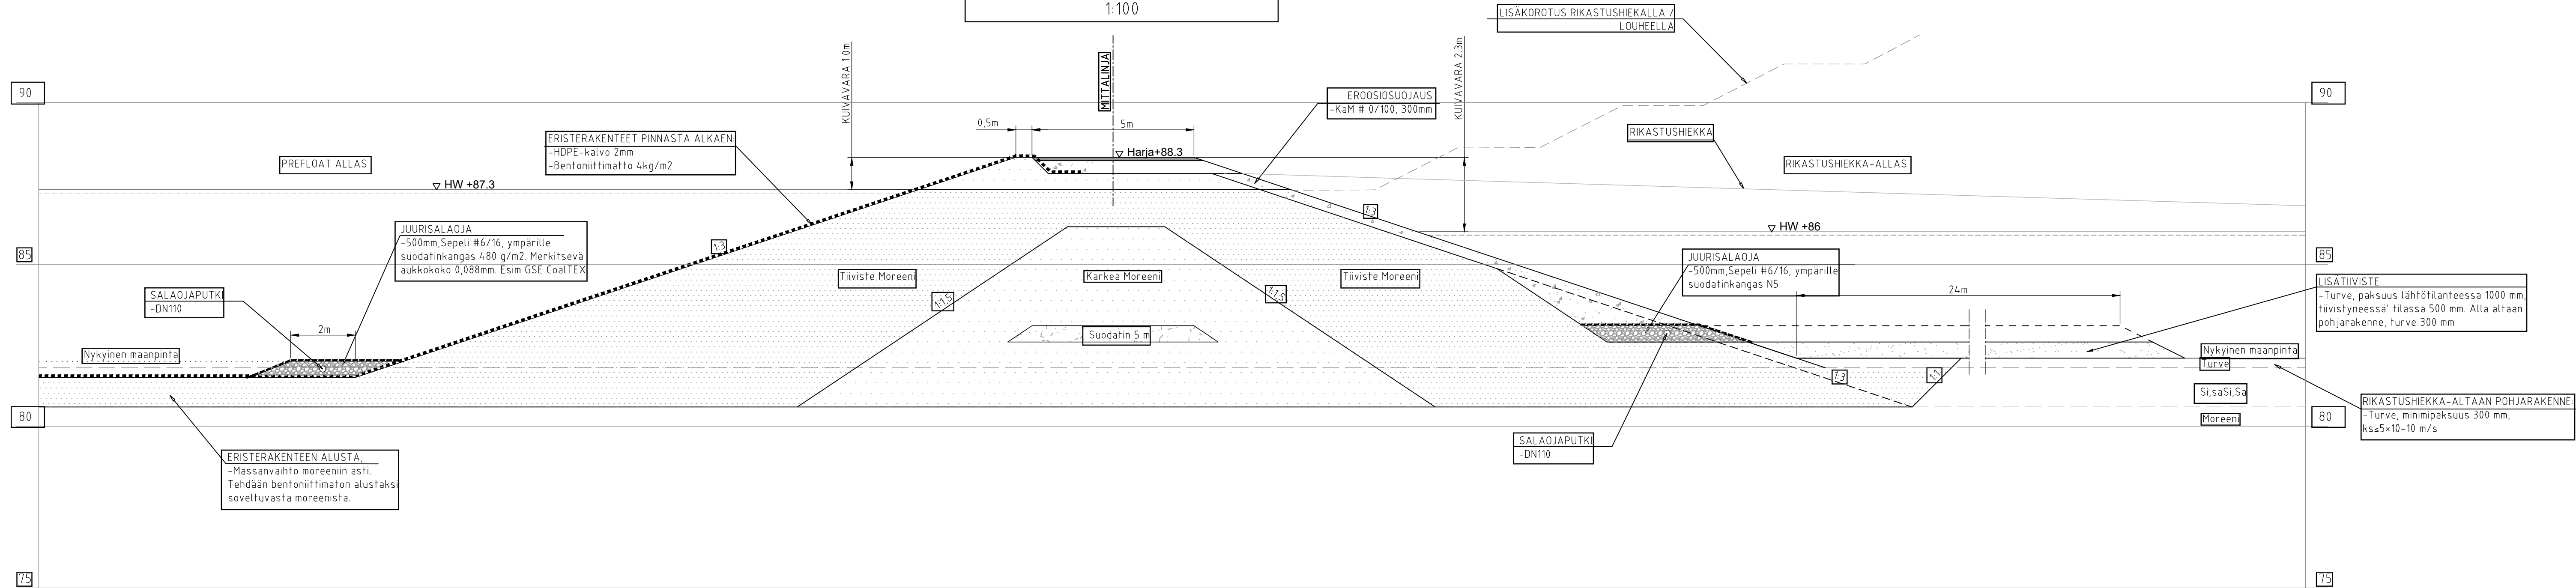 1:100
LISÄKOROTUS RIKASTUSHIEKALLA /
LOUHEELLA
KUIVAVARA 1.0m
MITTALINJA
KUIVAVARA 2.3m
90
90
EROOSIOSUOJAUS
-KaM # 0/100, 300mm
0,5m
5m
ERISTERAKENTEET PINNASTA ALKAEN:
-HDPE-kalvo 2mm
-Bentoniittimatto 4kg/m2
RIKASTUSHIEKKA
PREFLOAT ALLAS
Harja+88.3
RIKASTUSHIEKKA-ALLAS
HW +87.3
1:3
JUURISALAOJA
-500mm,Sepeli #6/16, ympärille
suodatinkangas 480 g/m2. Merkitsevä
aukkokoko 0,088mm. Esim GSE CoalTEX
HW +86
1:3
85
85
JUURISALAOJA
-500mm,Sepeli #6/16, ympärille
suodatinkangas N5
Tiiviste Moreeni
Karkea Moreeni
Tiiviste Moreeni
LISÄTIIVISTE:
-Turve, paksuus lähtötilanteessa 1000 mm,
tiivistyneessä' tilassa 500 mm. Alla altaan
pohjarakenne, turve 300 mm
SALAOJAPUTKI
-DN110
1:1,5
1:1,5
24m
2m
Suodatin 5 m
Nykyinen maanpinta
Nykyinen maanpinta
Turve
1:3
1:1
Si,saSi,Sa
RIKASTUSHIEKKA-ALTAAN POHJARAKENNE:
-Turve, minimipaksuus 300 mm,
ks≤5×10-10 m/s
80
80
Moreeni
SALAOJAPUTKI
-DN110
ERISTERAKENTEEN ALUSTA,
-Massanvaihto moreeniin asti.
Tehdään bentoniittimaton alustaksi
soveltuvasta moreenista.
75
75